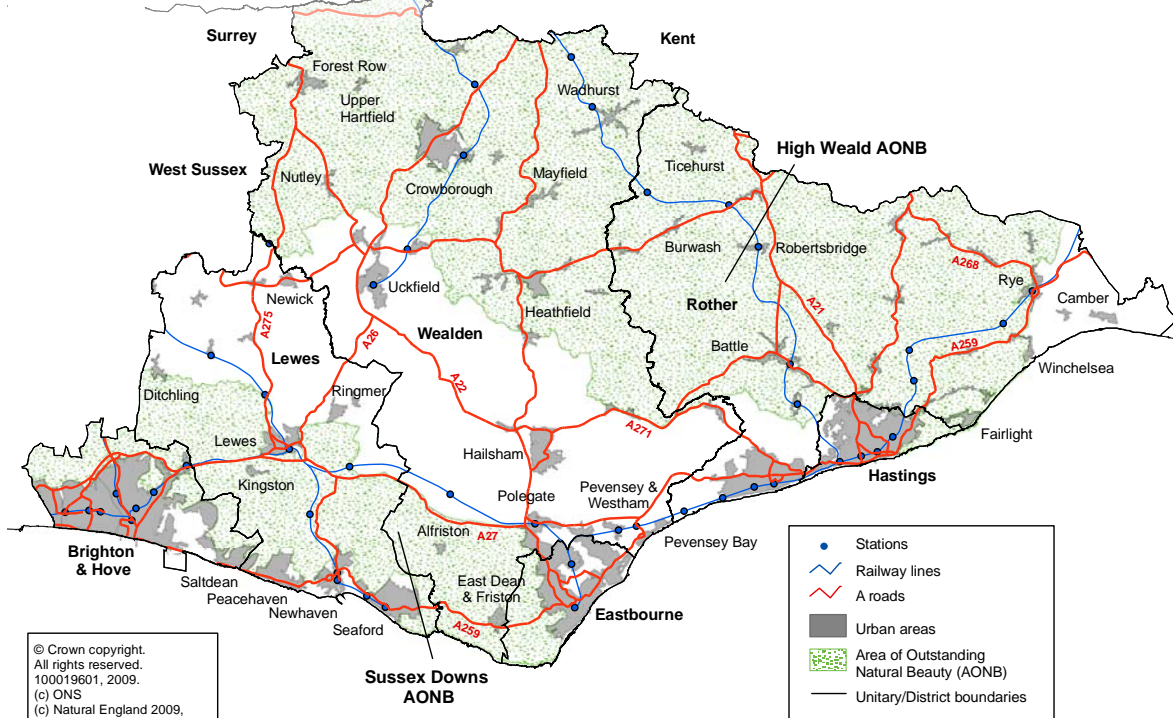 Surrey
Kent
Forest Row
Upper
Hartfield
Wadhurst
High Weald AONB
West Sussex
Ticehurst
Nutley
Mayfield
Crowborough
Burwash
Robertsbridge
A268
Rye
Uckfield
Newick
Camber
Heathfield
Rother
A21
A275
Wealden
A26
Battle
A259
Lewes
Winchelsea
A22
Ditchling
Ringmer
A271
Fairlight
Lewes
Hailsham
Hastings
Kingston
Polegate
Pevensey &
Westham
Alfriston
A27
Pevensey Bay
Brighton
& Hove
East Dean
& Friston
Saltdean
Peacehaven
Newhaven
Eastbourne
Seaford
A259
Sussex Downs
AONB
Stations
Railway lines
A roads
Urban areas
Area of Outstanding
Natural Beauty (AONB)
Unitary/District boundaries
© Crown copyright.
All rights reserved.
100019601, 2009.
(c) ONS
(c) Natural England 2009,